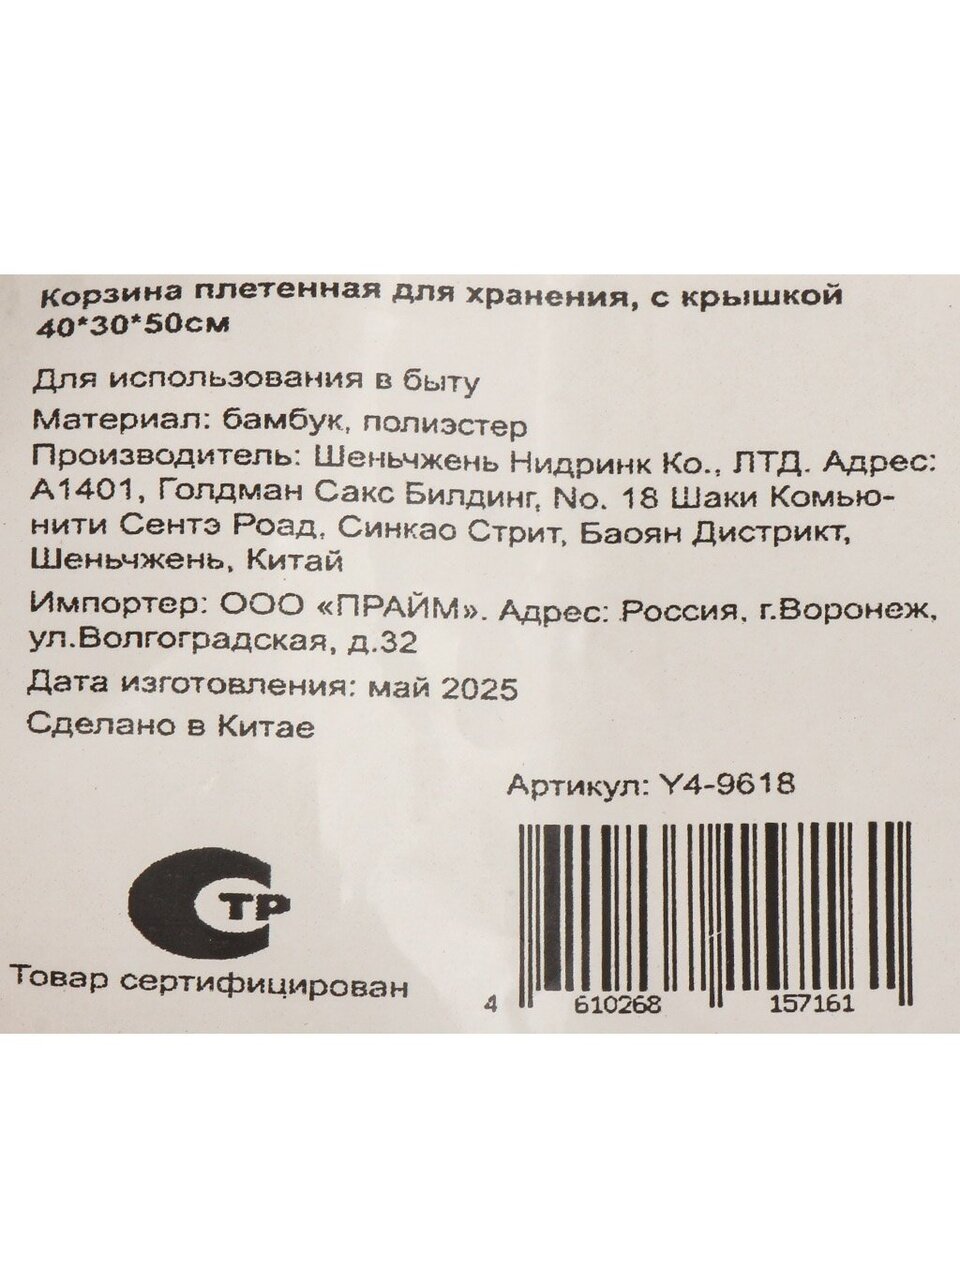 Корзина плетенная для хранения, с крышкой
40*30*50см
Для использования в быту
Материал: бамбук, полиэстер
Производитель: Шеньчжень Нидринк Ко., ЛТД. Адрес:
А1401, Голдман Сакс Билдинг, No. 18 Шаки Комью-
нити Сентэ Роад, Синкао Стрит, Баоян Дистрикт,
Шеньчжень, Китай
Импортер: ООО «ПРАЙМ». Адрес: Россия, г.Воронеж,
ул.Волгоградская, д.32
Дата изготовления: май 2025
Сделано в Китае
Артикул: Y4-9618
СТР
Товар сертифицирован
4 610268 157161